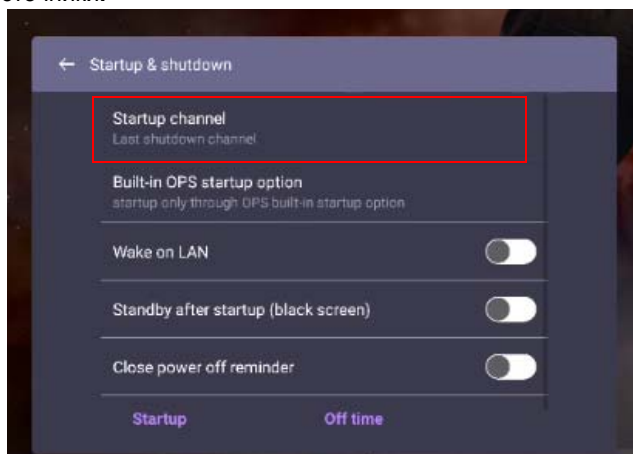 ← Startup & shutdown
Startup channel
Last shutdown channel
Built-in OPS startup option
startup only through OPS built-in startup option
Wake on LAN
Standby after startup (black screen)
Close power off reminder
Startup Off time